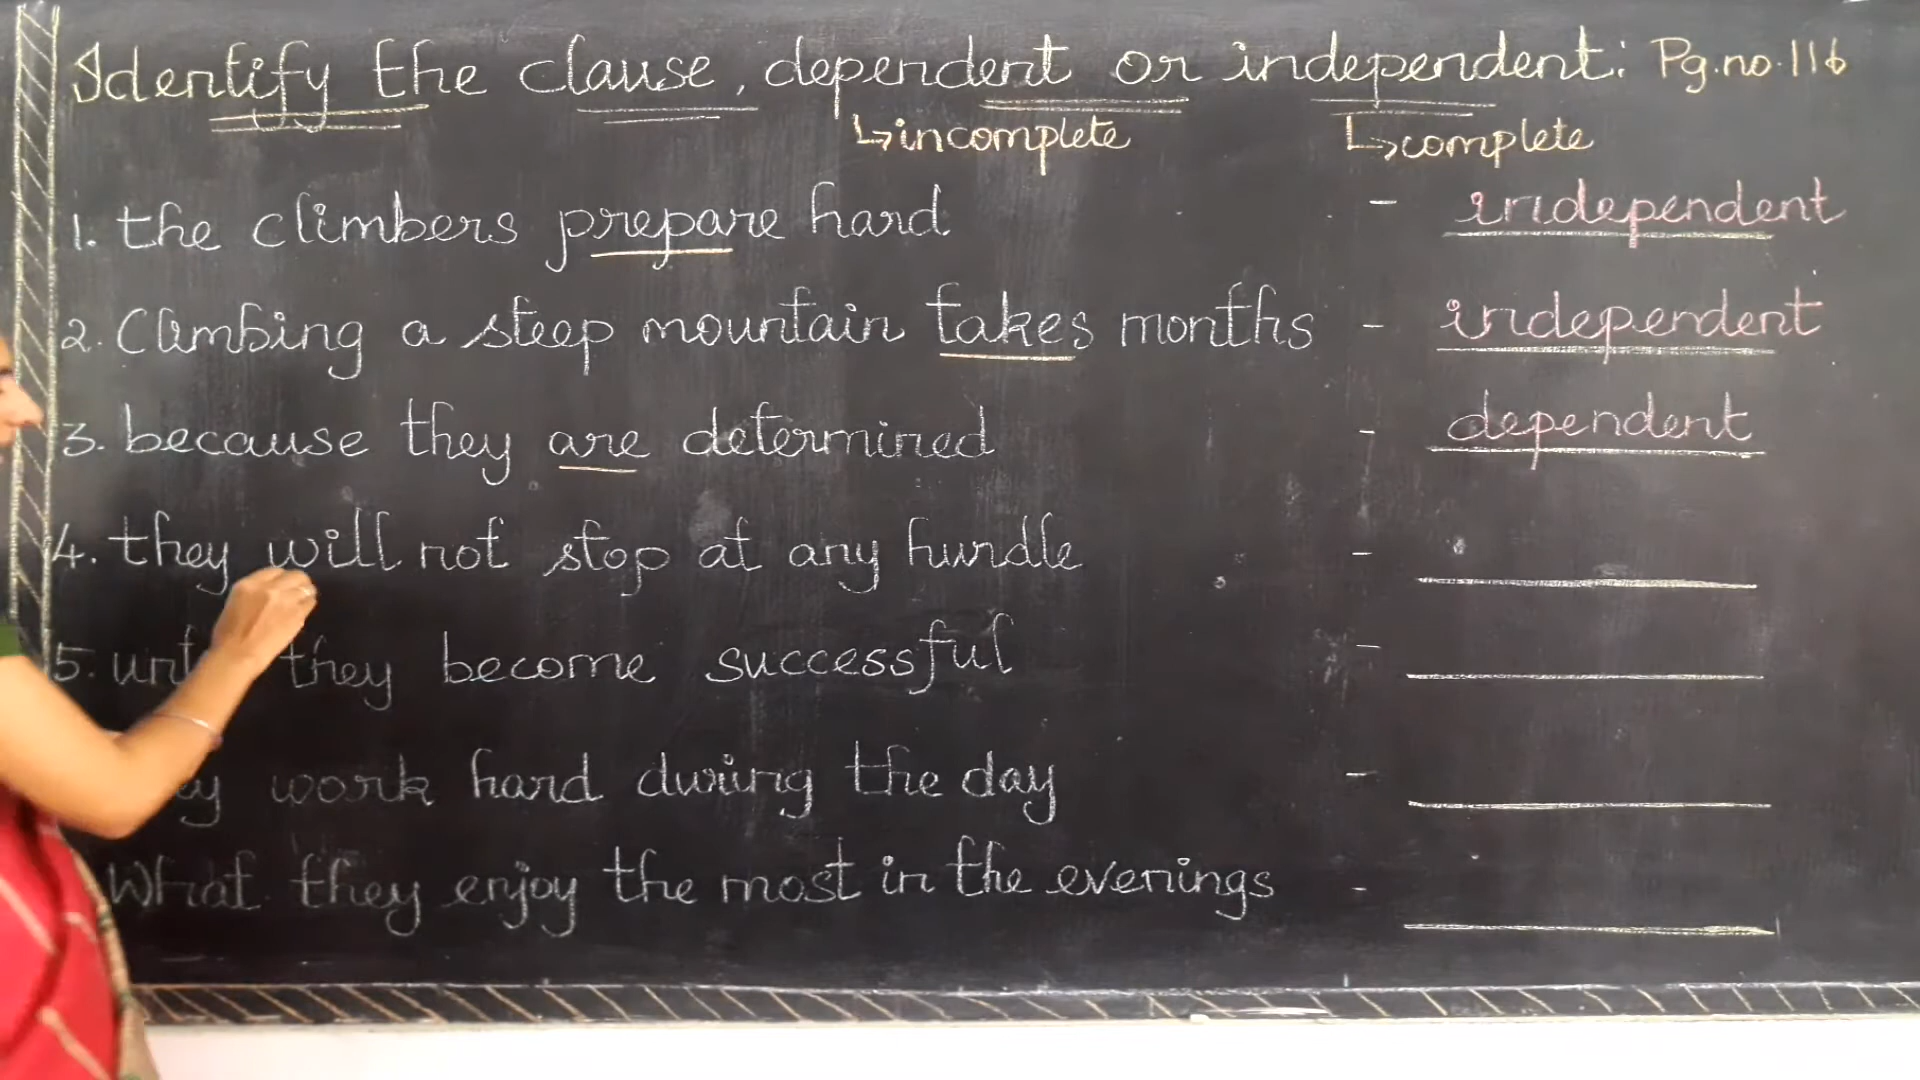 Identify the clause, dependent or independent: Pg.no.116
↳incomplete ↳complete
1. the climbers prepare hard - independent
2. Climbing a steep mountain takes months - independent
3. because they are determined - dependent
4. they will not stop at any hurdle -
5. they become successful -
work hard during the day -
What they enjoy the most in the evenings -